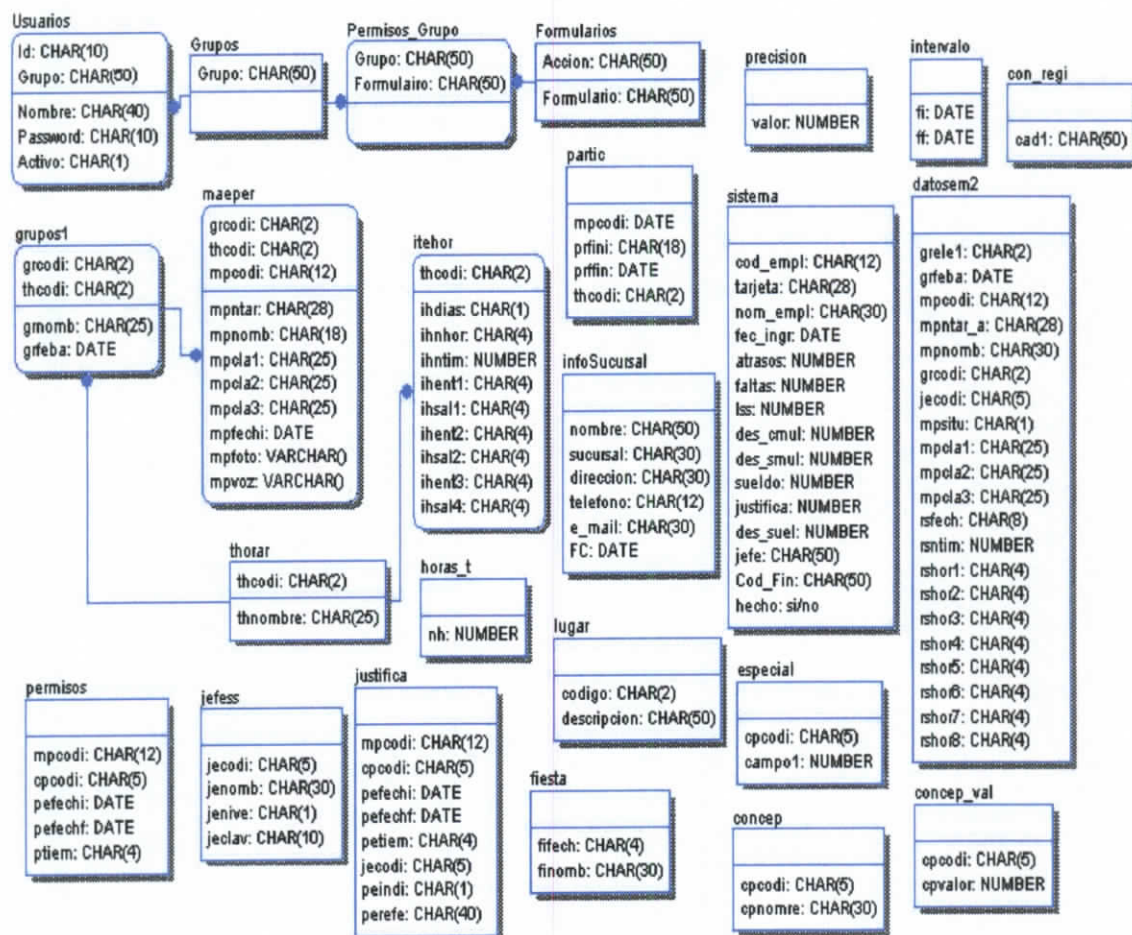 Usuarios
Id: CHAR(10)
Grupo: CHAR(50)
Nombre: CHAR(40)
Password: CHAR(10)
Activo: CHAR(1)
Grupos
Grupo: CHAR(50)
Permisos_Grupo
Grupo: CHAR(50)
Formulairo: CHAR(50)
Formularios
Accion: CHAR(50)
Formulario: CHAR(50)
precision
valor: NUMBER
intervalo
fi: DATE
ff: DATE
con_regi
cad1: CHAR(50)
grupos1
grcodi: CHAR(2)
thcodi: CHAR(2)
grnomb: CHAR(25)
grfeba: DATE
maeper
grcodi: CHAR(2)
thcodi: CHAR(2)
mpcodi: CHAR(12)
mpntar: CHAR(28)
mpnomb: CHAR(18)
mpcla1: CHAR(25)
mpcla2: CHAR(25)
mpcla3: CHAR(25)
mpfechi: DATE
mpfoto: VARCHAR()
mpvoz: VARCHAR()
itehor
thcodi: CHAR(2)
ihdias: CHAR(1)
ihnhor: CHAR(4)
ihntim: NUMBER
ihent1: CHAR(4)
ihsal1: CHAR(4)
ihent2: CHAR(4)
ihsal2: CHAR(4)
ihent3: CHAR(4)
ihsal4: CHAR(4)
partic
mpcodi: DATE
prfini: CHAR(18)
prffin: DATE
thcodi: CHAR(2)
infoSucursal
nombre: CHAR(50)
sucursal: CHAR(30)
direccion: CHAR(30)
telefono: CHAR(12)
e_mail: CHAR(30)
FC: DATE
sistema
cod_empl: CHAR(12)
tarjeta: CHAR(28)
nom_empl: CHAR(30)
fec_ingr: DATE
atrasos: NUMBER
faltas: NUMBER
lss: NUMBER
des_cmul: NUMBER
des_smul: NUMBER
sueldo: NUMBER
justifica: NUMBER
des_suel: NUMBER
jefe: CHAR(50)
Cod_Fin: CHAR(50)
hecho: si/no
datosem2
grele1: CHAR(2)
grfeba: DATE
mpcodi: CHAR(12)
mpntar_a: CHAR(28)
mpnomb: CHAR(30)
grcodi: CHAR(2)
jecodi: CHAR(5)
mpsitu: CHAR(1)
mpcla1: CHAR(25)
mpcla2: CHAR(25)
mpcla3: CHAR(25)
rsfech: CHAR(8)
rsntim: NUMBER
rshor1: CHAR(4)
rshor2: CHAR(4)
rshor3: CHAR(4)
rshor4: CHAR(4)
rshor5: CHAR(4)
rshor6: CHAR(4)
rshor7: CHAR(4)
rshor8: CHAR(4)
thorar
thcodi: CHAR(2)
thnombre: CHAR(25)
horas_t
nh: NUMBER
lugar
codigo: CHAR(2)
descripcion: CHAR(50)
especial
cpcodi: CHAR(5)
campo1: NUMBER
permisos
mpcodi: CHAR(12)
cpcodi: CHAR(5)
pefechi: DATE
pefechf: DATE
ptiem: CHAR(4)
jefess
jecodi: CHAR(5)
jenomb: CHAR(30)
jenive: CHAR(1)
jeclav: CHAR(10)
justifica
mpcodi: CHAR(12)
cpcodi: CHAR(5)
pefechi: DATE
pefechf: DATE
petiem: CHAR(4)
jecodi: CHAR(5)
peindi: CHAR(1)
perefe: CHAR(40)
fiesta
fifech: CHAR(4)
finomb: CHAR(30)
concep
cpcodi: CHAR(5)
cpnomre: CHAR(30)
concep_val
cpcodi: CHAR(5)
cpvalor: NUMBER